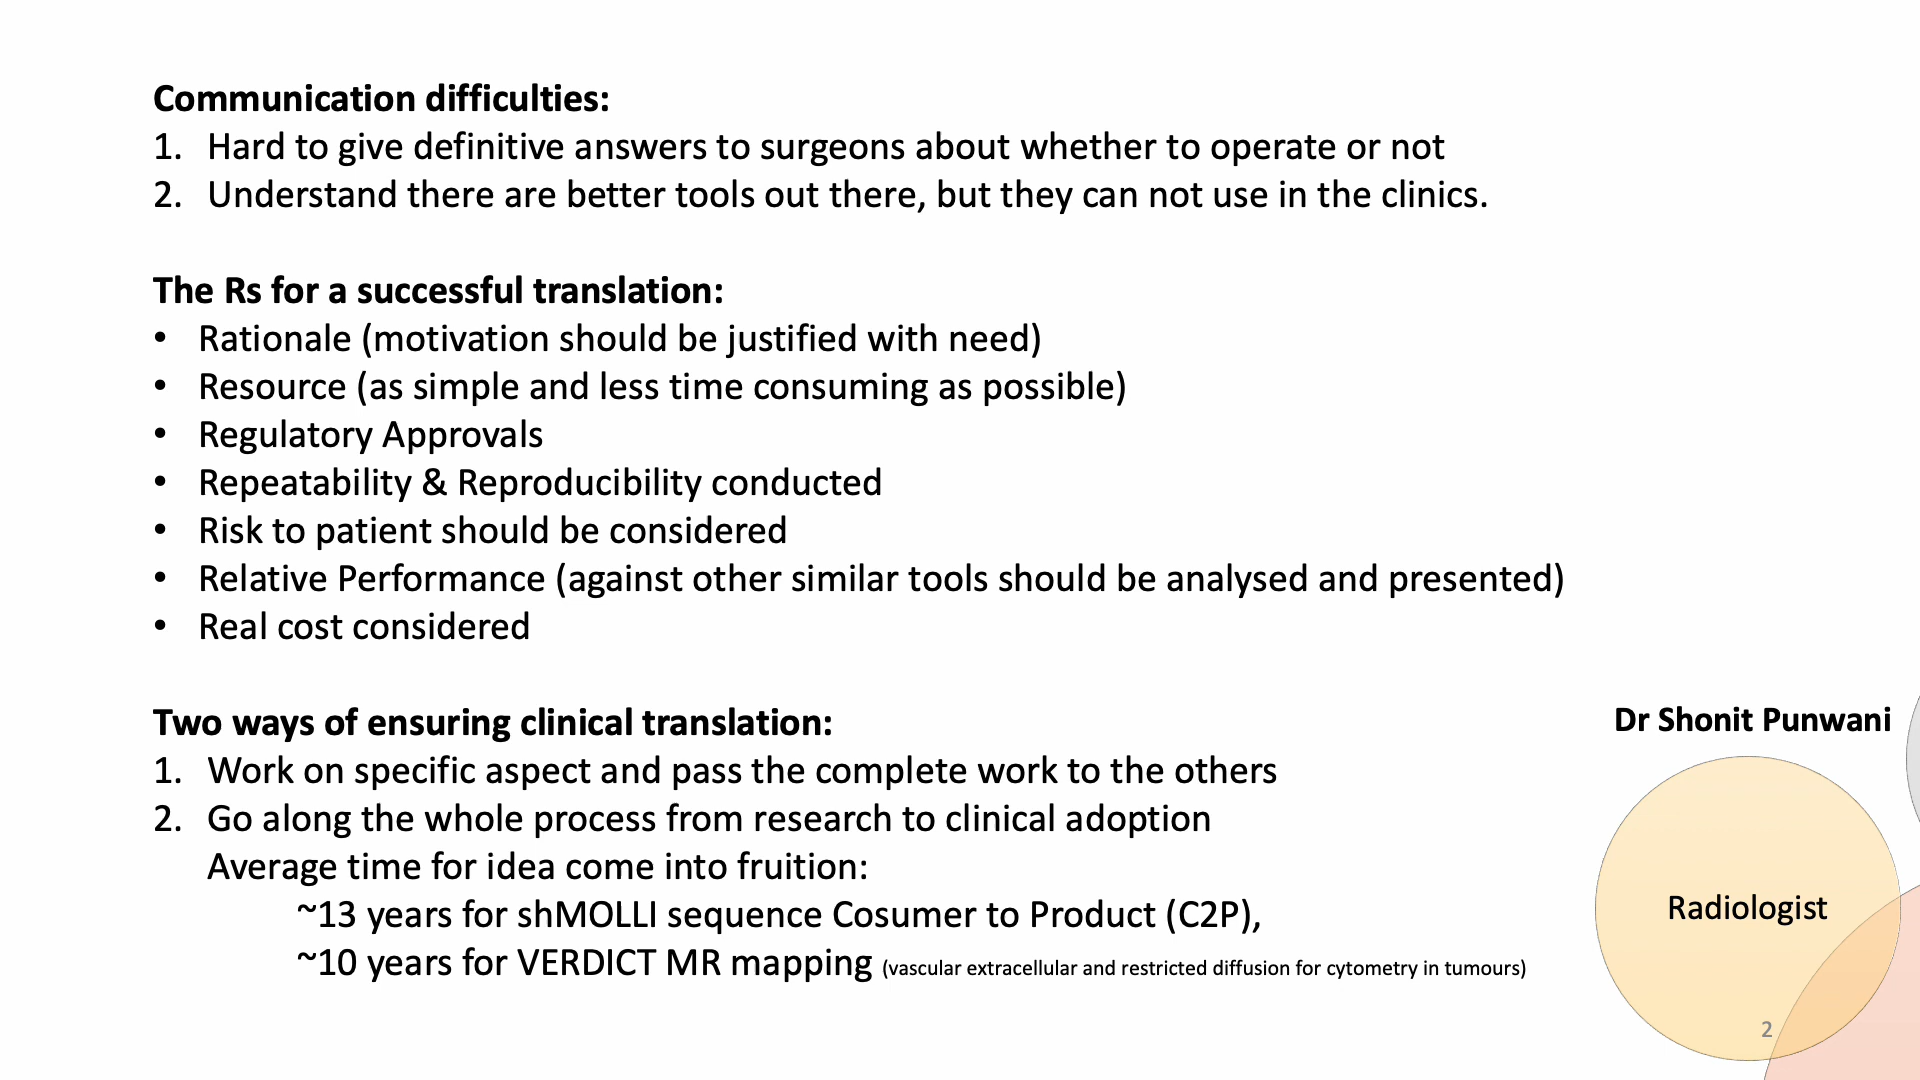 Communication difficulties:
1. Hard to give definitive answers to surgeons about whether to operate or not
2. Understand there are better tools out there, but they can not use in the clinics.
The Rs for a successful translation:
• Rationale (motivation should be justified with need)
• Resource (as simple and less time consuming as possible)
• Regulatory Approvals
• Repeatability & Reproducibility conducted
• Risk to patient should be considered
• Relative Performance (against other similar tools should be analysed and presented)
• Real cost considered
Two ways of ensuring clinical translation:
1. Work on specific aspect and pass the complete work to the others
2. Go along the whole process from research to clinical adoption
Average time for idea come into fruition:
~13 years for shMOLLI sequence Cosumer to Product (C2P),
~10 years for VERDICT MR mapping (vascular extracellular and restricted diffusion for cytometry in tumours)
Dr Shonit Punwani
Radiologist
2